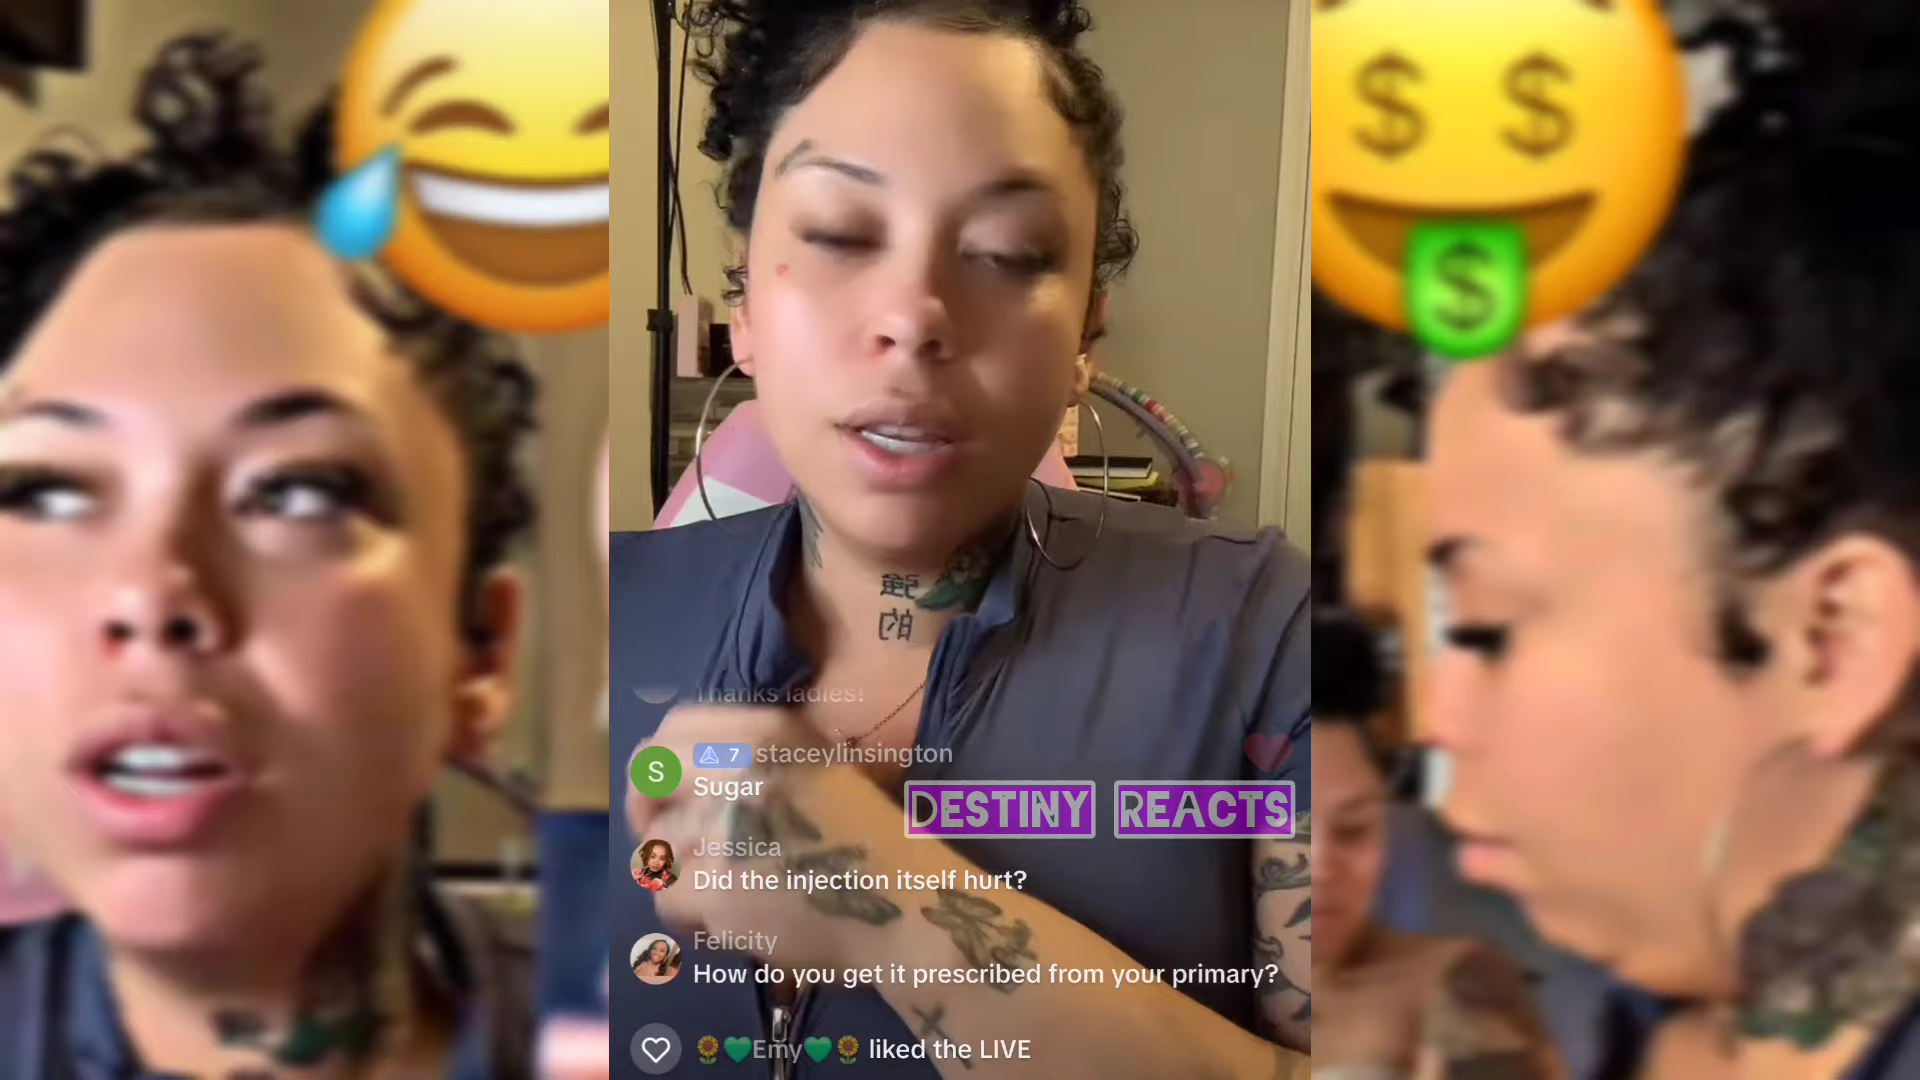 Thanks ladies!
S
7 staceylinsington
Sugar
DESTINY REACTS
Jessica
Did the injection itself hurt?
Felicity
How do you get it prescribed from your primary?
🌻💚Emy💚🌻 liked the LIVE